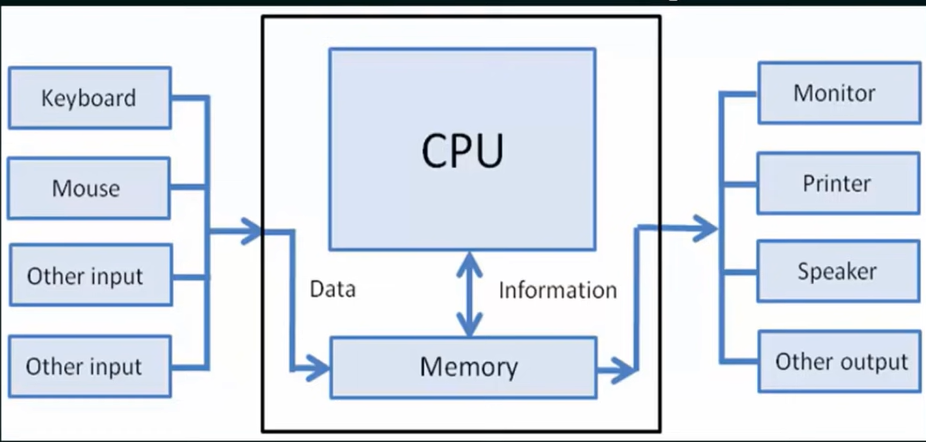 Keyboard
Mouse
Other input
Other input
CPU
Data
Information
Memory
Monitor
Printer
Speaker
Other output